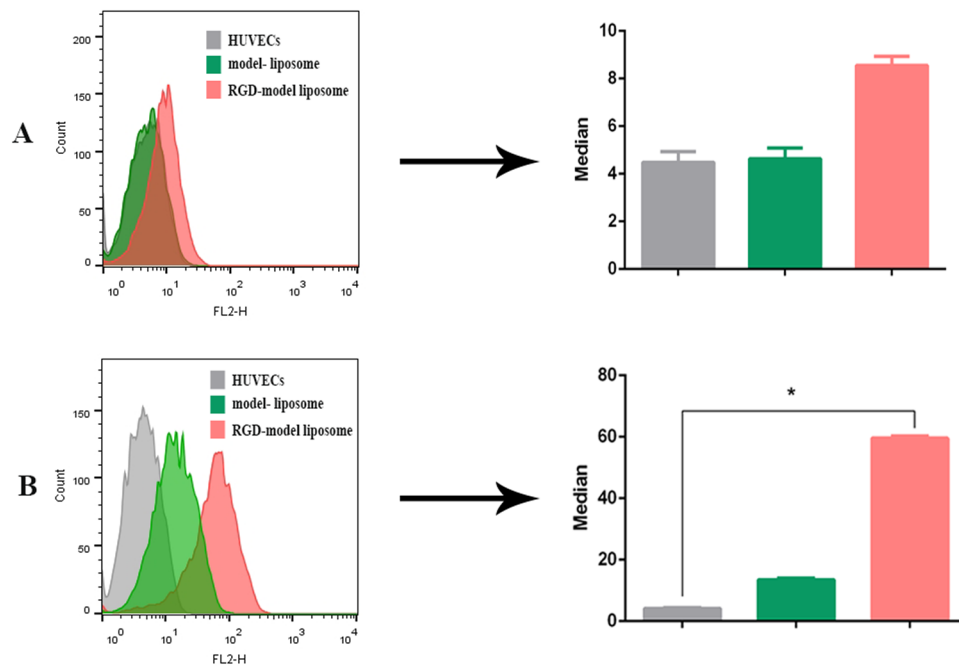 A
HUVECs
model- liposome
RGD-model liposome
Count
200
150
100
50
0
10^0
10^1
10^2
10^3
10^4
FL2-H
Median
10
8
6
4
2
0
B
HUVECs
model- liposome
RGD-model liposome
Count
150
100
50
0
10^0
10^1
10^2
10^3
10^4
FL2-H
Median
80
60
40
20
0
*